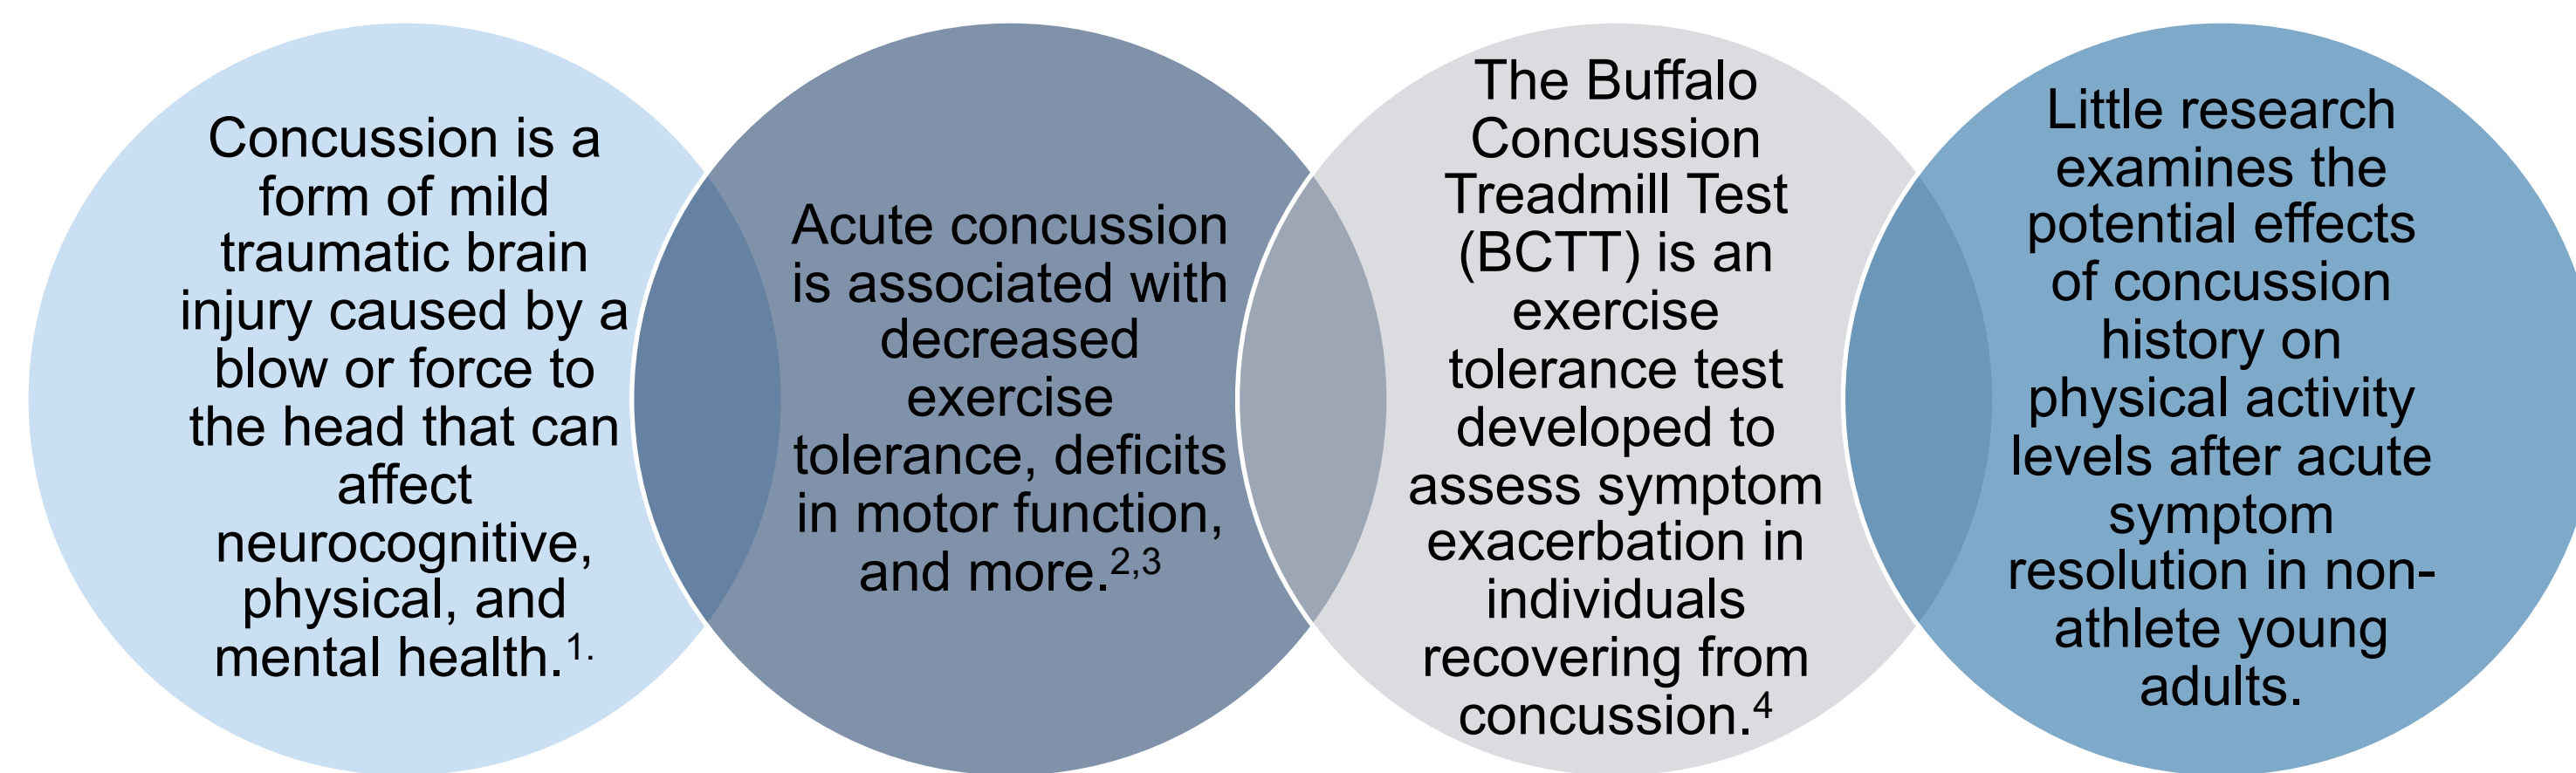 Concussion is a
form of mild
traumatic brain
injury caused by a
blow or force to
the head that can
affect
neurocognitive,
physical, and
mental health.1.
Acute concussion
is associated with
decreased
exercise
tolerance, deficits
in motor function,
and more.2,3
The Buffalo
Concussion
Treadmill Test
(BCTT) is an
exercise
tolerance test
developed to
assess symptom
exacerbation in
individuals
recovering from
concussion.4
Little research
examines the
potential effects
of concussion
history on
physical activity
levels after acute
symptom
resolution in non-
athlete young
adults.